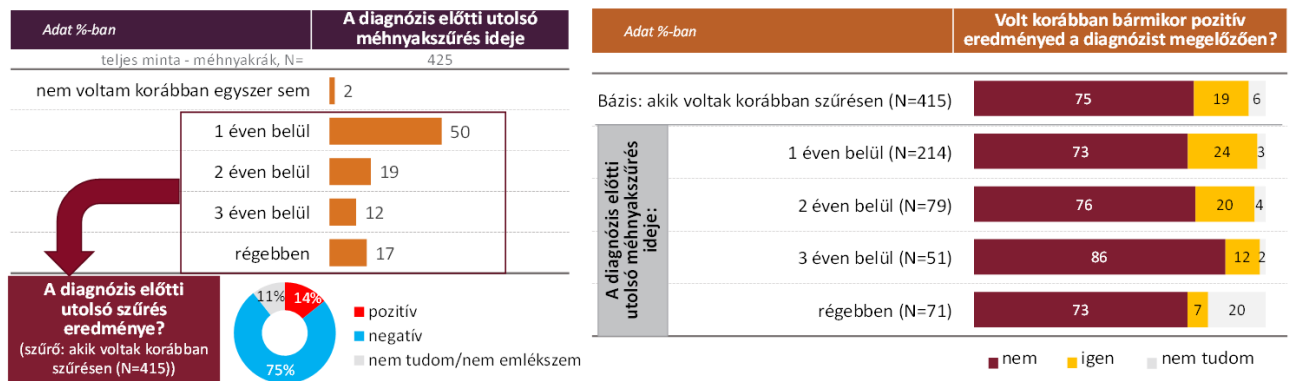 Adat %-ban
A diagnózis előtti utolsó
méhnyakszűrés ideje
teljes minta - méhnyakrák, N=
425
nem voltam korábban egyszer sem
2
1 éven belül
50
2 éven belül
19
3 éven belül
12
régebben
17
A diagnózis előtti
utolsó szűrés
eredménye?
(szűrő: akik voltak korábban
szűrésen (N=415))
11%
14%
75%
pozitív
negatív
nem tudom/nem emlékszem
Adat %-ban
Volt korábban bármikor pozitív
eredményed a diagnózist megelőzően?
Bázis: akik voltak korábban szűrésen (N=415)
75 19 6
A diagnózis előtti
utolsó méhnyakszűrés
ideje:
1 éven belül (N=214)
73 24 3
2 éven belül (N=79)
76 20 4
3 éven belül (N=51)
86 12 2
régebben (N=71)
73 7 20
nem igen nem tudom